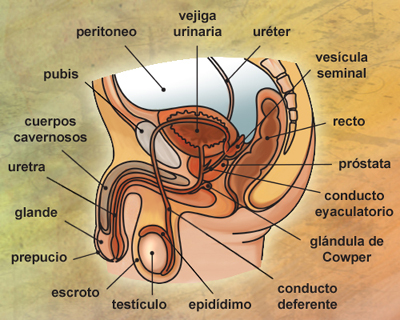 vejiga
urinaria
peritoneo
uréter
vesícula
seminal
pubis
cuerpos
cavernosos
recto
uretra
próstata
conducto
eyaculatorio
glande
glándula de
Cowper
prepucio
escroto
testículo
epidídimo
conducto
deferente